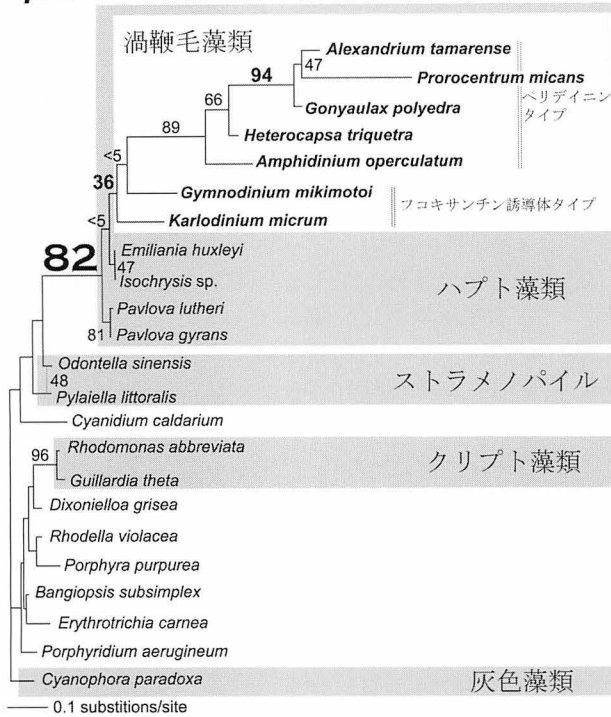 渦鞭毛藻類
Alexandrium tamarense
47
Prorocentrum micans
94
ペリデイニン
タイプ
Gonyaulax polyedra
66
Heterocapsa triquetra
89
Amphidinium operculatum
<5
36
Gymnodinium mikimotoi
フコキサンチン誘導体タイプ
<5
Karlodinium micrum
82
Emiliania huxleyi
47
Isochrysis sp.
ハプト藻類
Pavlova lutheri
81
Pavlova gyrans
Odontella sinensis
48
ストラメノパイル
Pylaiella littoralis
Cyanidium caldarium
Rhodomonas abbreviata
96
クリプト藻類
Guillardia theta
Dixonielloa grisea
Rhodella violacea
Porphyra purpurea
Bangiopsis subsimplex
Erythrotrichia carnea
Porphyridium aerugineum
Cyanophora paradoxa
灰色藻類
0.1 substitions/site